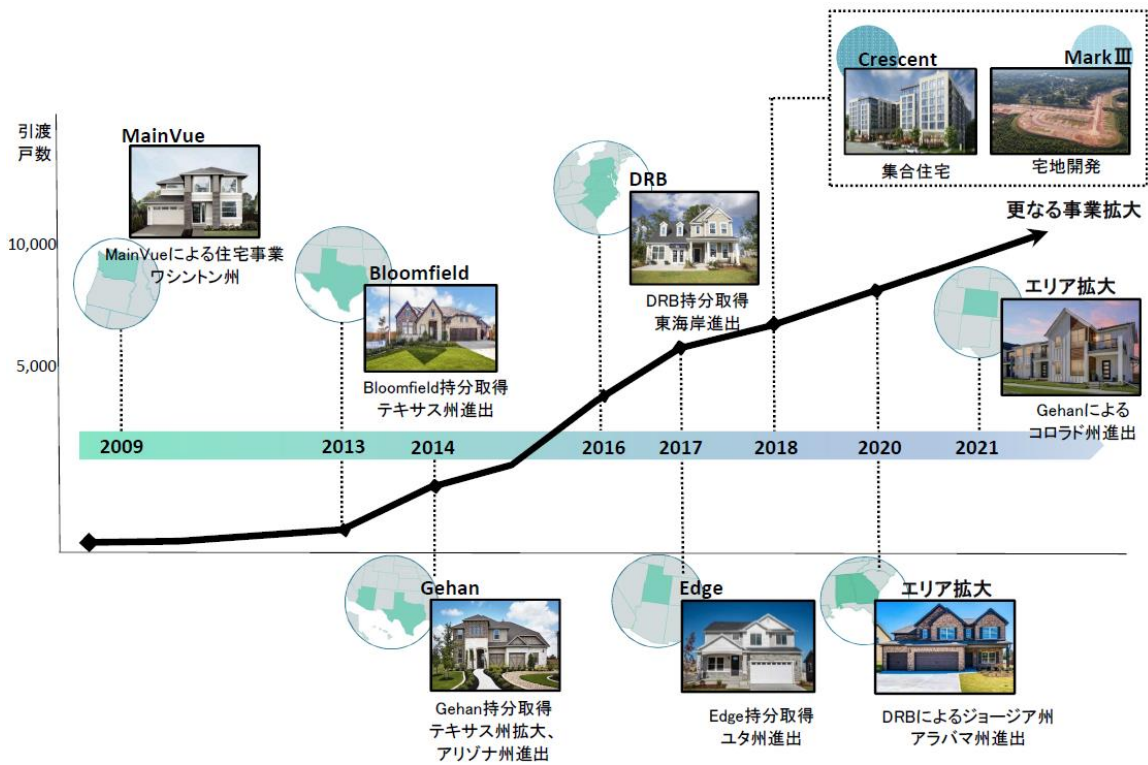 Crescent
MarkⅢ
集合住宅
宅地開発
引渡
戸数
10,000
5,000
MainVue
MainVueによる住宅事業
ワシントン州
Bloomfield
Bloomfield持分取得
テキサス州進出
DRB
DRB持分取得
東海岸進出
更なる事業拡大
エリア拡大
Gehanによる
コロラド州進出
2009
2013
2014
2016
2017
2018
2020
2021
Gehan
Gehan持分取得
テキサス州拡大、
アリゾナ州進出
Edge
Edge持分取得
ユタ州進出
エリア拡大
DRBによるジョージア州
アラバマ州進出